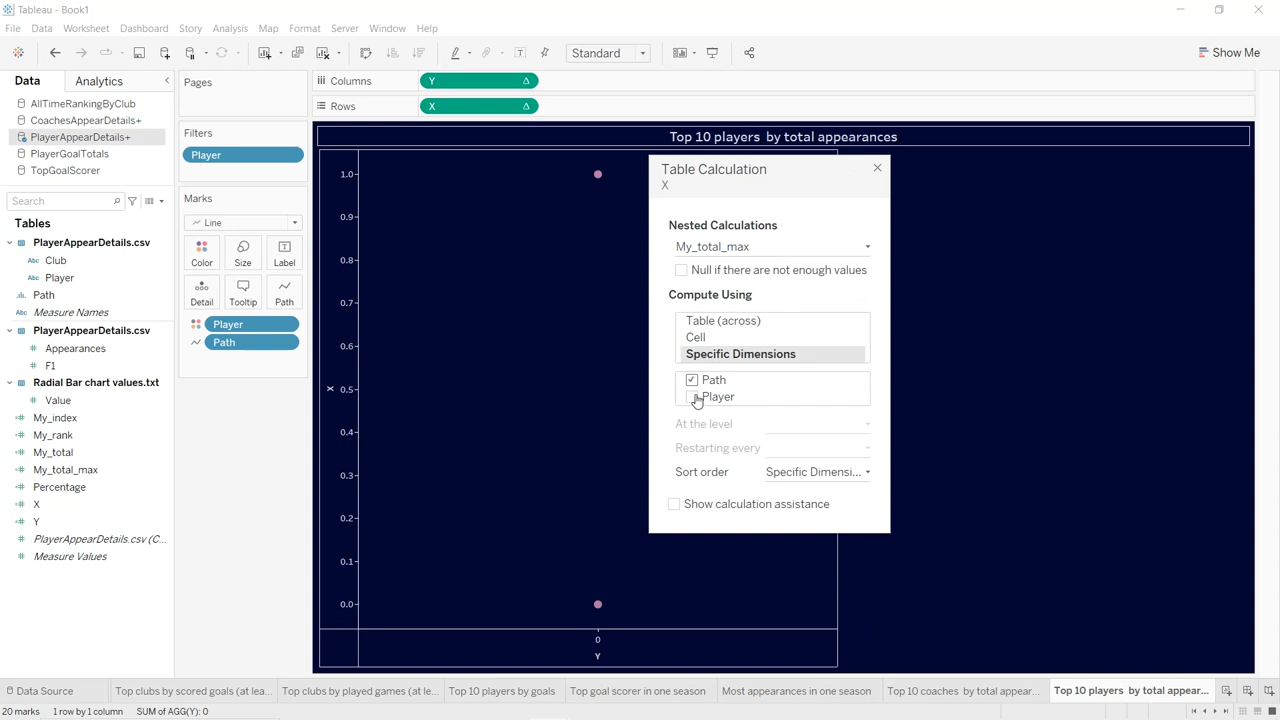 Tableau - Book1
File Data Worksheet Dashboard Story Analysis Map Format Server Window Help
Standard
Show Me
Data Analytics
Pages
Columns Y
Rows X
AllTimeRankingByClub
CoachesAppearDetails+
PlayerAppearDetails+
PlayerGoalTotals
TopGoalScorer
Search
Tables
PlayerAppearDetails.csv
Abc Club
Abc Player
Path
Abc Measure Names
PlayerAppearDetails.csv
Appearances
F1
Radial Bar chart values.txt
Value
My_index
My_rank
My_total
My_total_max
Percentage
X
Y
PlayerAppearDetails.csv (C...
Measure Values
Filters
Player
Marks
Line
Color Size Label
Detail Tooltip Path
Player
Path
Top 10 players by total appearances
1.0
0.9
0.8
0.7
0.6
0.5
0.4
0.3
0.2
0.1
0.0
X
0
Y
Table Calculation
X
Nested Calculations
My_total_max
Null if there are not enough values
Compute Using
Table (across)
Cell
Specific Dimensions
Path
Player
At the level
Restarting every
Sort order Specific Dimensi...
Show calculation assistance
Data Source Top clubs by scored goals (at lea... Top clubs by played games (at le... Top 10 players by goals Top goal scorer in one season Most appearances in one season Top 10 coaches by total appear... Top 10 players by total appear...
20 marks 1 row by 1 column SUM of AGG(Y): 0